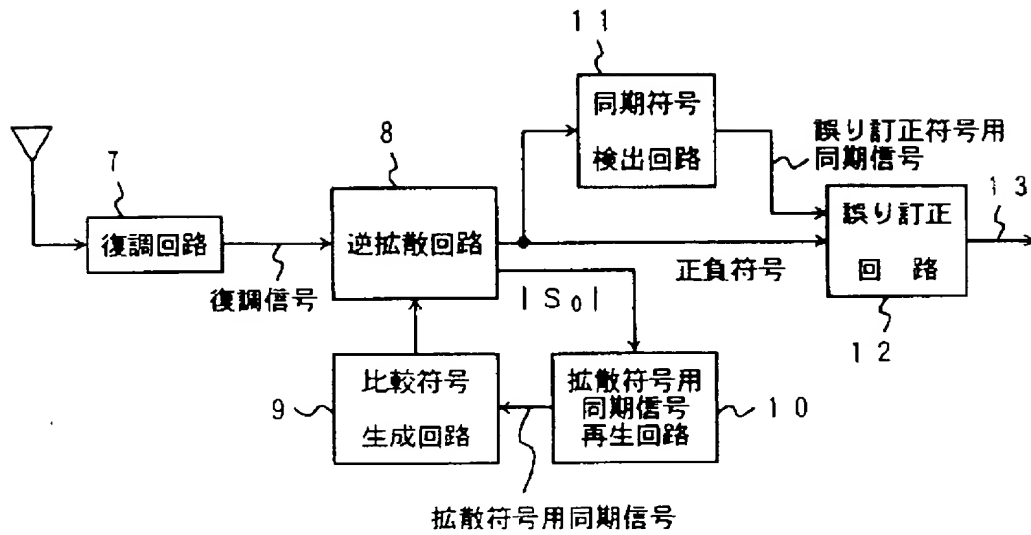 １１
同期符号
検出回路
誤り訂正符号用
同期信号
７
８
１３
復調回路
逆拡散回路
誤り訂正
回　路
正負符号
復調信号
｜Ｓ₀｜
１２
比較符号
生成回路
９
拡散符号用
同期信号
再生回路
１０
拡散符号用同期信号